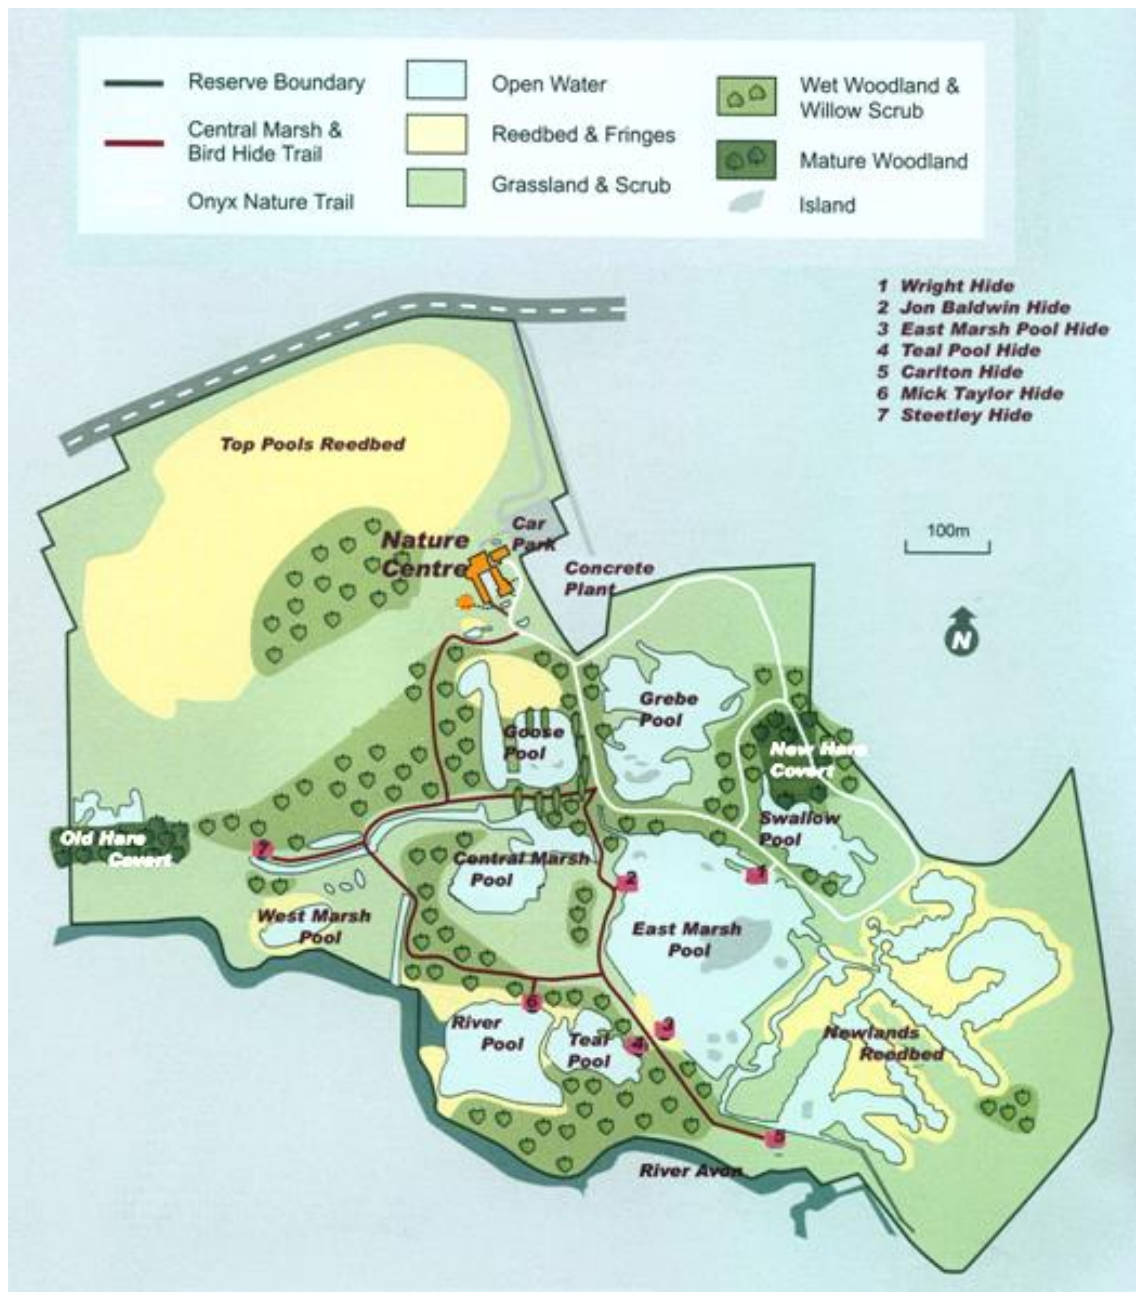 Reserve Boundary
Central Marsh &
Bird Hide Trail
Onyx Nature Trail
Open Water
Reedbed & Fringes
Grassland & Scrub
Wet Woodland &
Willow Scrub
Mature Woodland
Island
1 Wright Hide
2 Jon Baldwin Hide
3 East Marsh Pool Hide
4 Teal Pool Hide
5 Carlton Hide
6 Mick Taylor Hide
7 Steetley Hide
Top Pools Reedbed
100m
N
Nature
Centre
Car
Park
Concrete
Plant
Grebe
Pool
Goose
Pool
New Hare
Covert
Swallow
Pool
Old Hare
Covert
7
Central Marsh
Pool
2
1
West Marsh
Pool
East Marsh
Pool
6
River
Pool
Teal
Pool
4
3
Newlands
Reedbed
5
River Avon